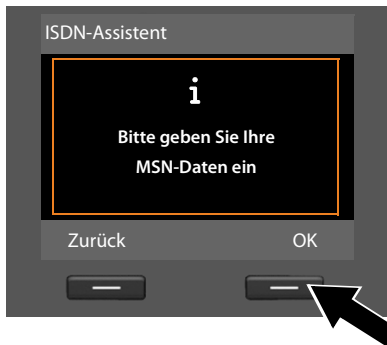 ISDN-Assistent
i
Bitte geben Sie Ihre
MSN-Daten ein
Zurück OK